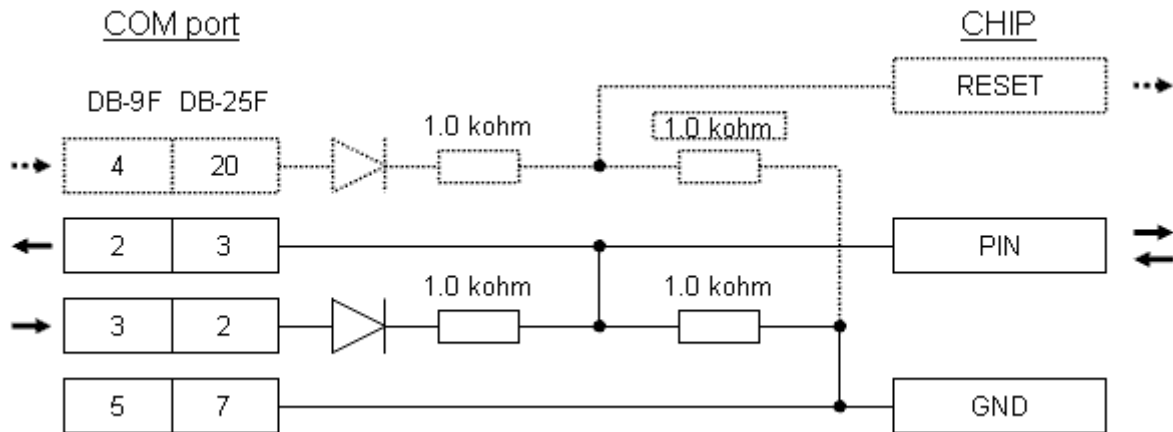 COM port CHIP
DB-9F DB-25F RESET
1.0 kohm 1.0 kohm
4 20
2 3 PIN
1.0 kohm 1.0 kohm
3 2
5 7 GND